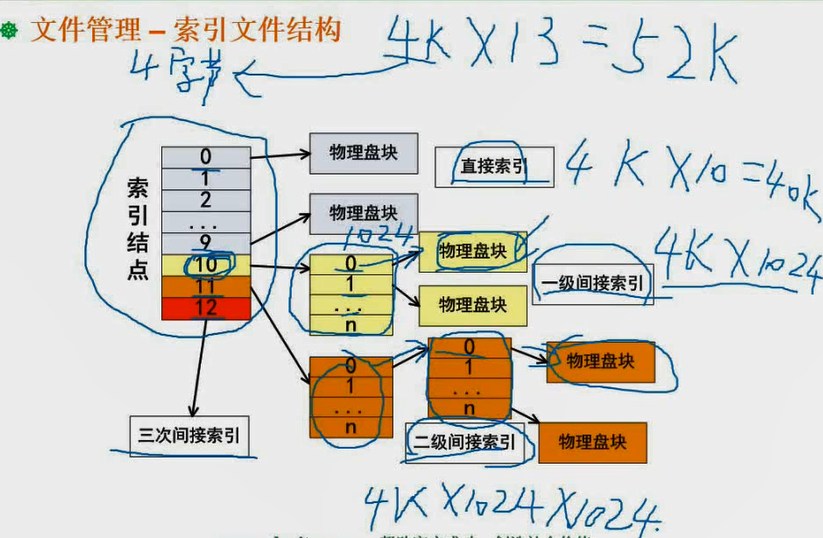 文件管理 – 索引文件结构
4K X 13 = 52K
4字节
索引结点
0
1
2
...
9
10
11
12
物理盘块
物理盘块
直接索引
4 K X 10 = 40K
1024
0
1
...
n
物理盘块
物理盘块
一级间接索引
4K X 1024
0
1
...
n
0
1
...
n
物理盘块
物理盘块
二级间接索引
三次间接索引
4K X 1024 X 1024.